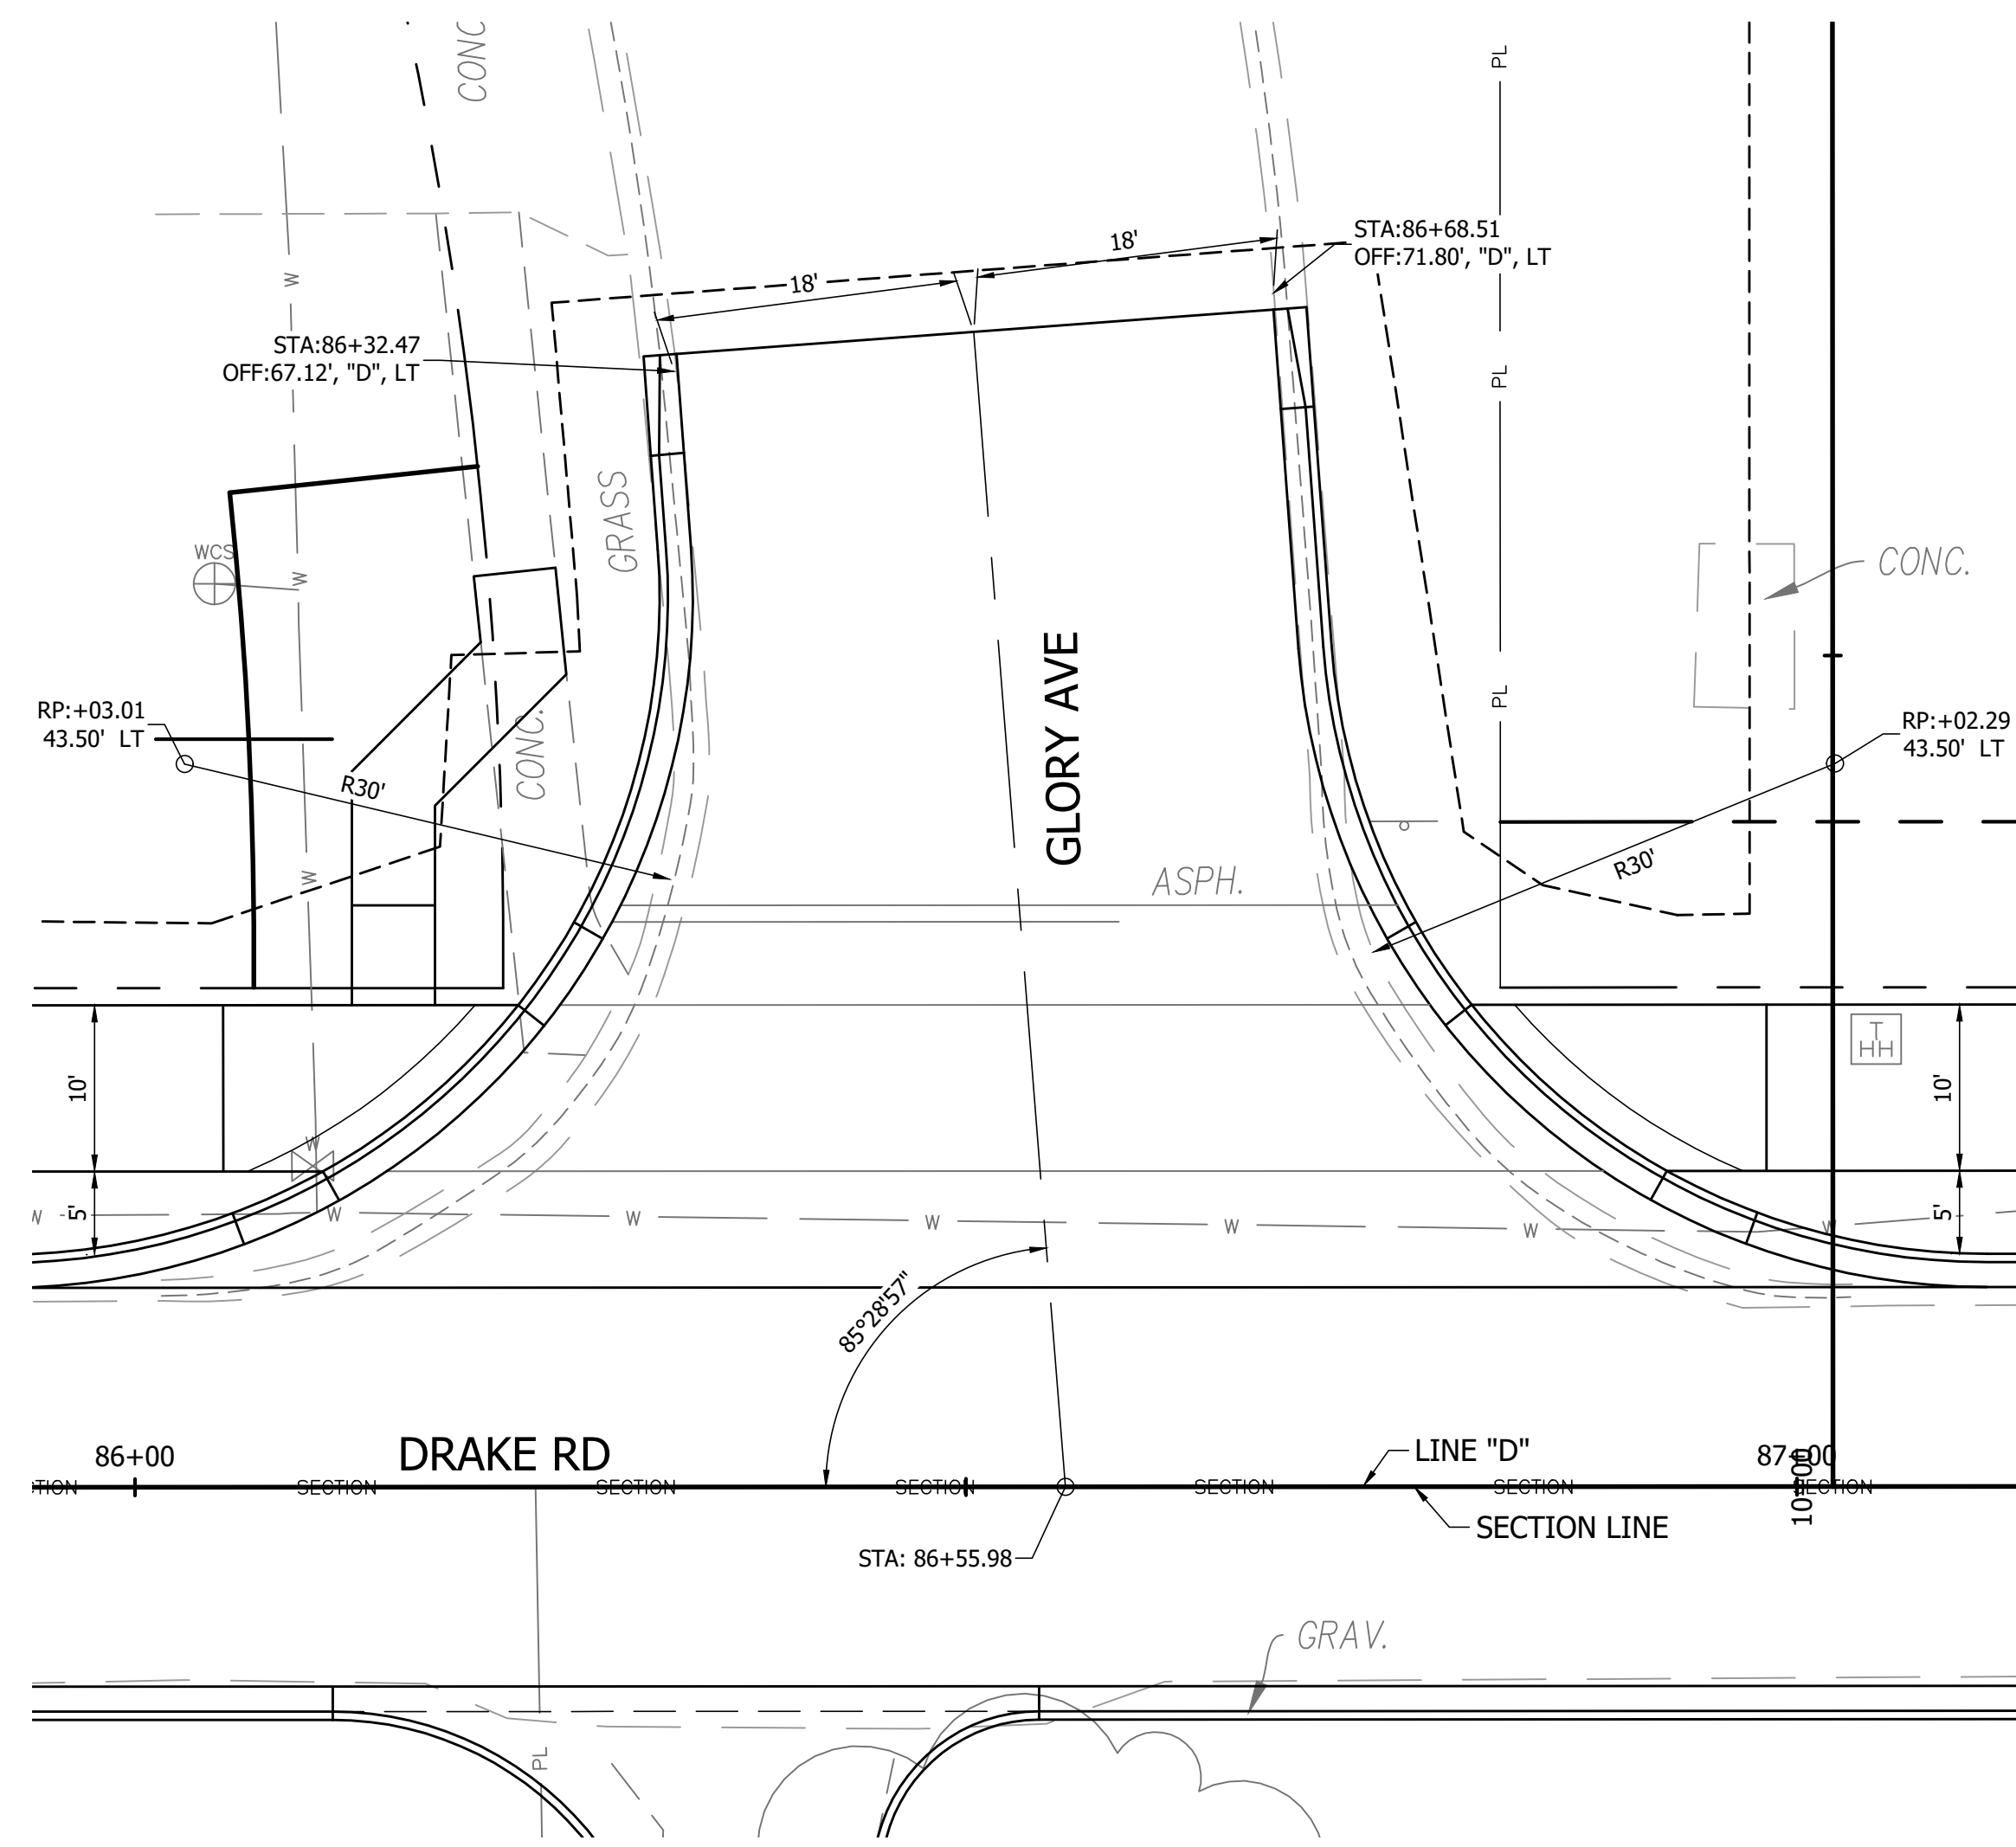 CONC
PL
STA:86+68.51
OFF:71.80', "D", LT
18'
18'
W
STA:86+32.47
OFF:67.12', "D", LT
PL
GRASS
WCS
W
CONC.
GLORY AVE
PL
RP:+03.01
43.50' LT
RP:+02.29
43.50' LT
CONC.
R30'
R30'
W
ASPH.
T
HH
10'
10'
W
5'
5'
W
W
W
W
W
W
W
85°28'57"
86+00
DRAKE RD
LINE "D"
87+00
10+00
TION
SECTION
SECTION
SECTION
SECTION
SECTION
SECTION
SECTION LINE
STA: 86+55.98
GRAV.
PL